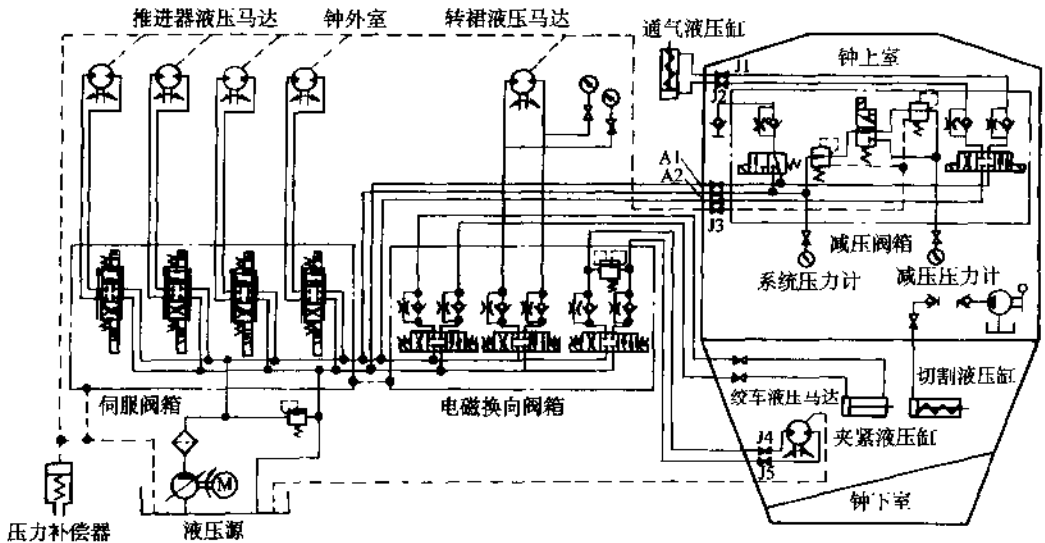 推进器液压马达
钟外室
转裙液压马达
通气液压缸
钟上室
J1
J2
A1
A2
J3
减压阀箱
系统压力计
减压压力计
伺服阀箱
电磁换向阀箱
绞车液压马达
切割液压缸
夹紧液压缸
J4
J5
M
压力补偿器
液压源
钟下室